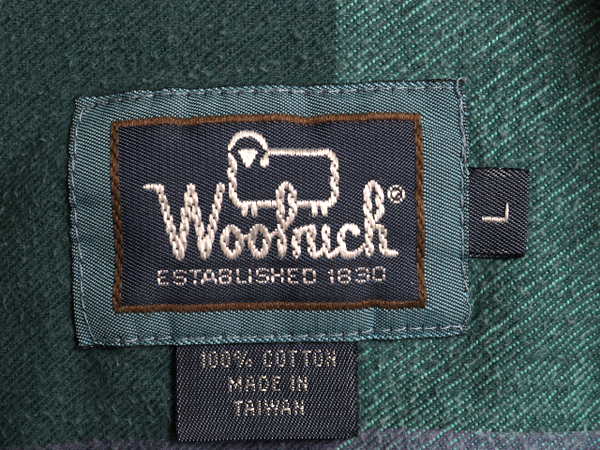 Woolrich®
ESTABLISHED 1830
L
100% COTTON
MADE IN
TAIWAN